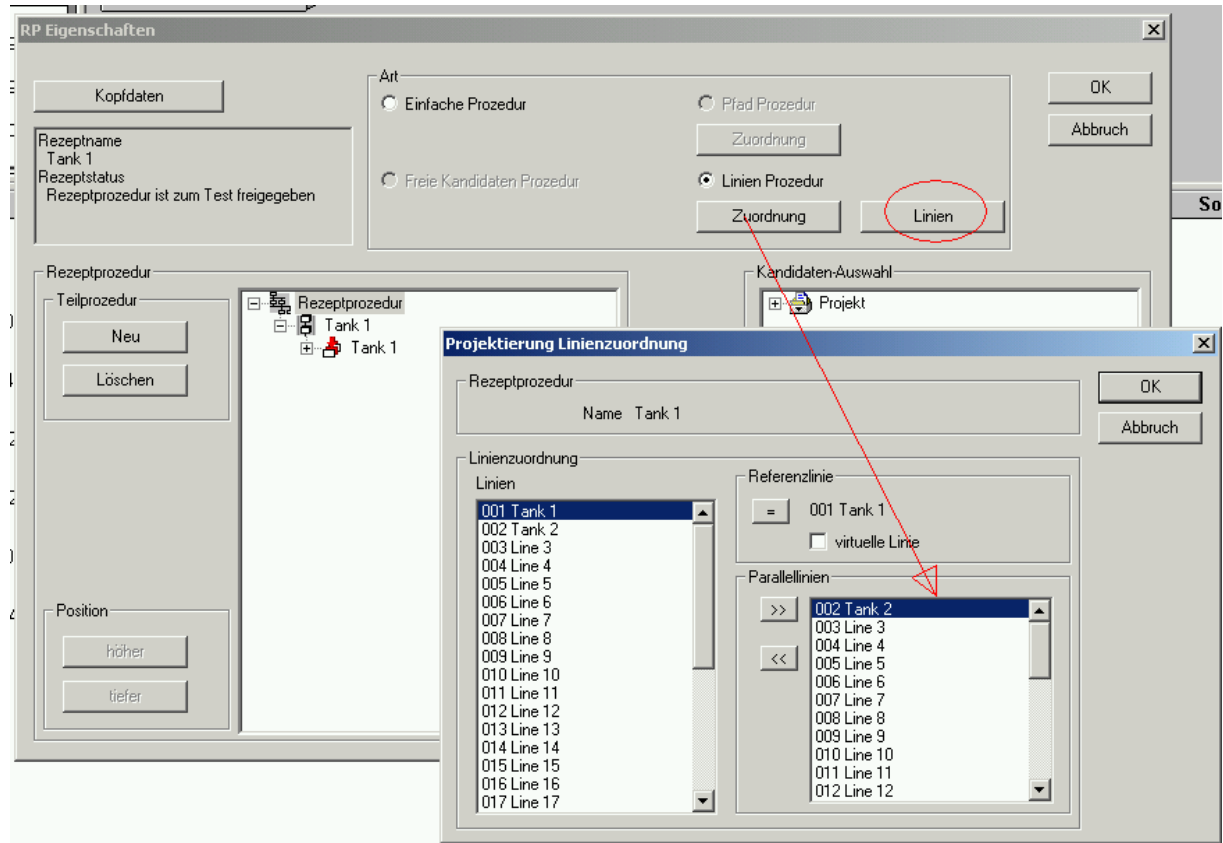 RP Eigenschaften
Kopfdaten
Rezeptname
Tank 1
Rezeptstatus
Rezeptprozedur ist zum Test freigegeben
Art
Einfache Prozedur
Pfad Prozedur
Zuordnung
Freie Kandidaten Prozedur
Linien Prozedur
Zuordnung
Linien
OK
Abbruch
So
Rezeptprozedur
Teilprozedur
Neu
Löschen
Position
höher
tiefer
Rezeptprozedur
Tank 1
Tank 1
Kandidaten-Auswahl
Projekt
Projektierung Linienzuordnung
Rezeptprozedur
Name Tank 1
OK
Abbruch
Linienzuordnung
Linien
001 Tank 1
002 Tank 2
003 Line 3
004 Line 4
005 Line 5
006 Line 6
007 Line 7
008 Line 8
009 Line 9
010 Line 10
011 Line 11
012 Line 12
013 Line 13
014 Line 14
015 Line 15
016 Line 16
017 Line 17
Referenzlinie
= 001 Tank 1
virtuelle Linie
Parallellinien
>>
<<
002 Tank 2
003 Line 3
004 Line 4
005 Line 5
006 Line 6
007 Line 7
008 Line 8
009 Line 9
010 Line 10
011 Line 11
012 Line 12